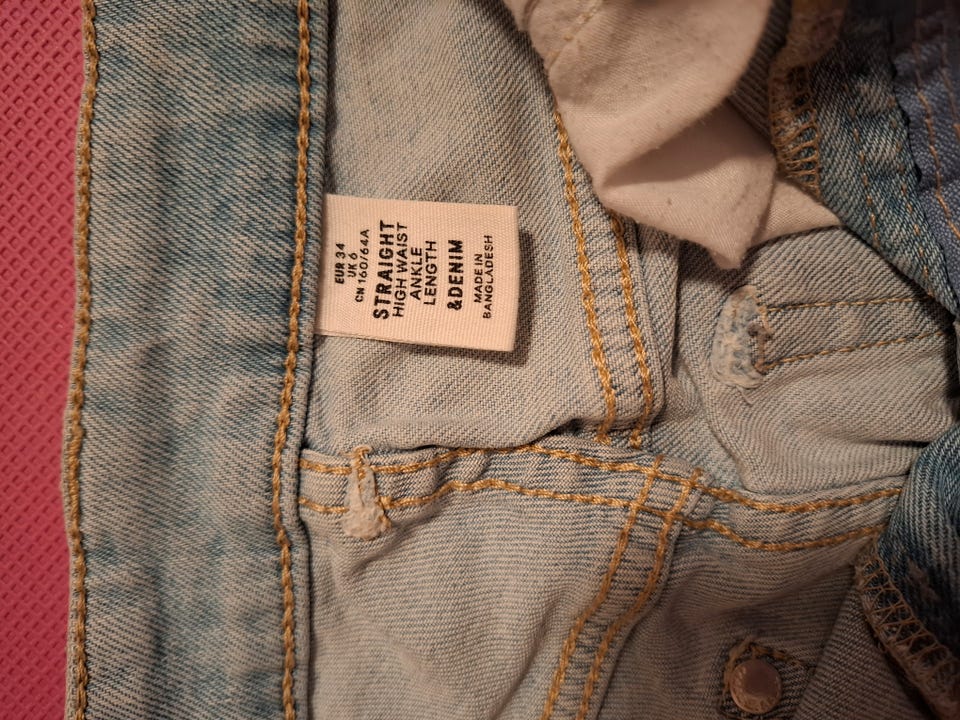 EUR 34
UK 6
CN 160/64A
STRAIGHT
HIGH WAIST
ANKLE
LENGTH
&DENIM
MADE IN
BANGLADESH